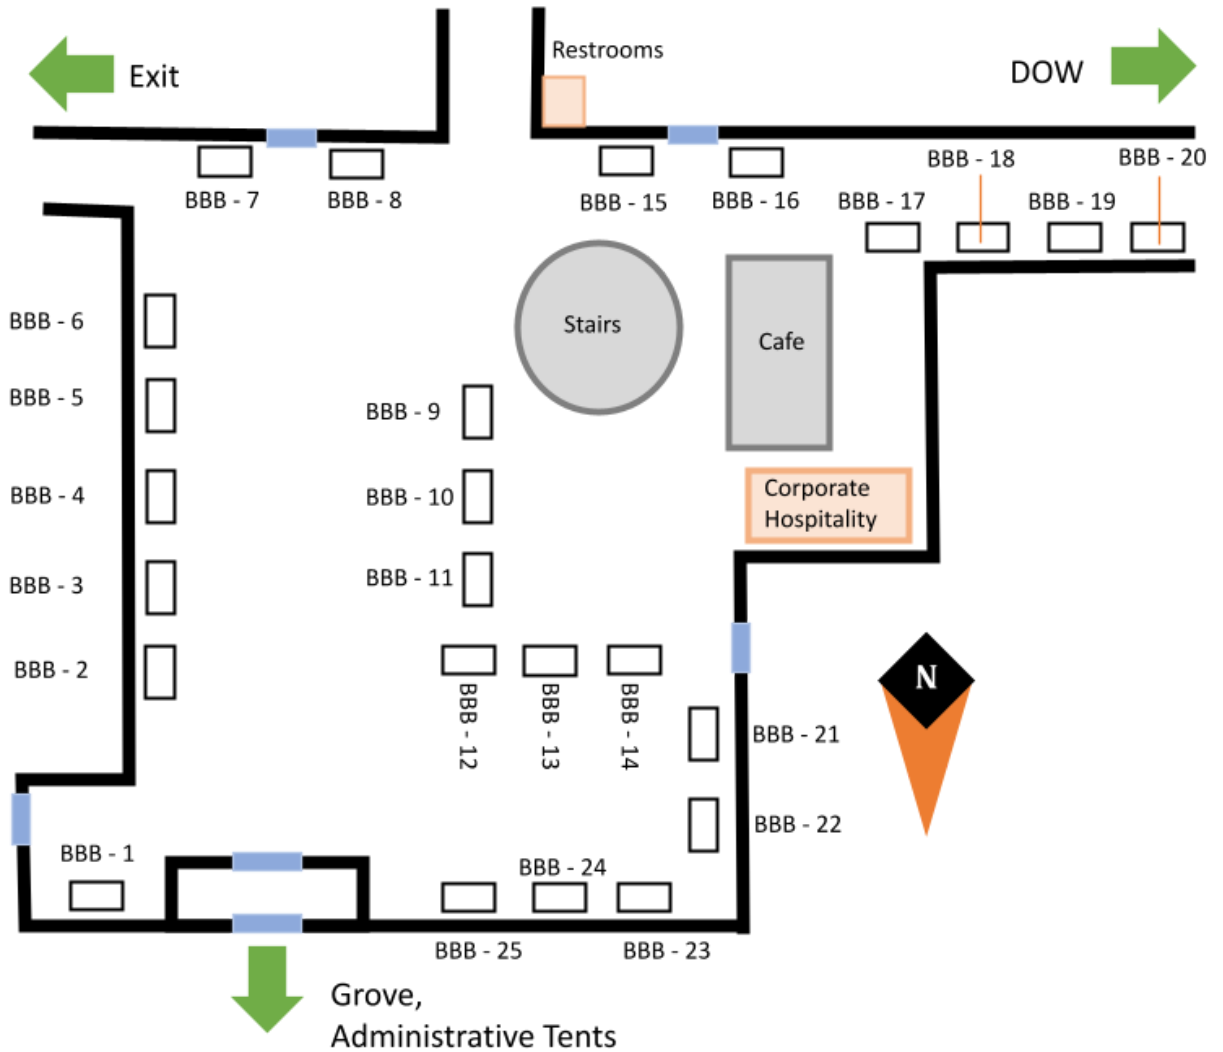 Restrooms
Exit
DOW
BBB - 18
BBB - 20
BBB - 7
BBB - 8
BBB - 15
BBB - 16
BBB - 17
BBB - 19
BBB - 6
Stairs
Cafe
BBB - 5
BBB - 9
BBB - 4
BBB - 10
Corporate
Hospitality
BBB - 3
BBB - 11
BBB - 2
N
BBB - 12
BBB - 13
BBB - 14
BBB - 21
BBB - 22
BBB - 1
BBB - 24
BBB - 25
BBB - 23
Grove,
Administrative Tents